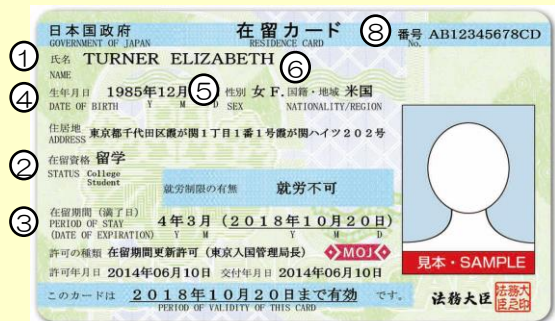 日本国政府 在留カード ⑧ 番号 AB12345678CD
GOVERNMENT OF JAPAN RESIDENCE CARD No.
① 氏名 TURNER ELIZABETH ⑥
NAME
④ 生年月日 1985年12月 ⑤ 性別 女 F. 国籍・地域 米国
DATE OF BIRTH Y M D SEX NATIONALITY/REGION
住居地 東京都千代田区霞が関1丁目1番1号霞が関ハイツ202号
ADDRESS
② 在留資格 留学
STATUS College
Student
就労制限の有無 就労不可
③ 在留期間(満了日) 4年3月(2018年10月20日)
PERIOD OF STAY
(DATE OF EXPIRATION) Y M Y M D
許可の種類 在留期間更新許可(東京入国管理局長) MOJ
見本・SAMPLE
許可年月日 2014年06月10日 交付年月日 2014年06月10日
このカードは 2018年10月20日まで有効 です。 法務大臣
PERIOD OF VALIDITY OF THIS CARD